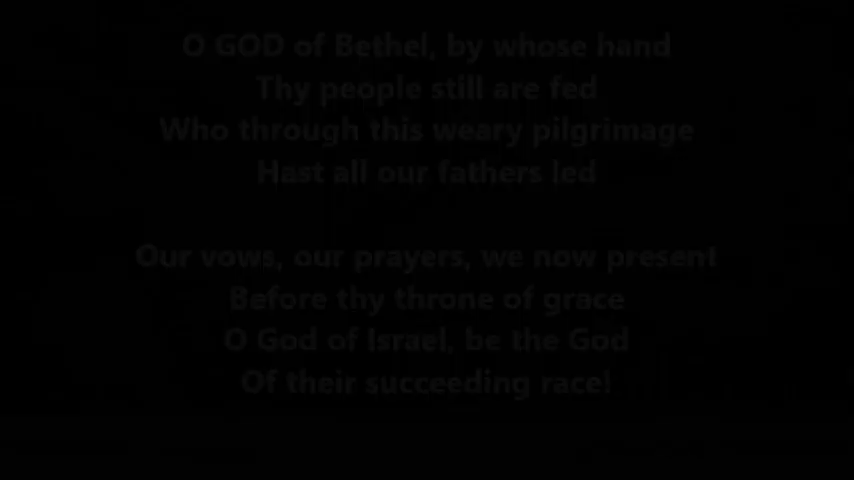 O GOD of Bethel, by whose hand
Thy people still are fed
Who through this weary pilgrimage
Hast all our fathers led
Our vows, our prayers, we now present
Before thy throne of grace
O God of Israel, be the God
Of their succeeding race!